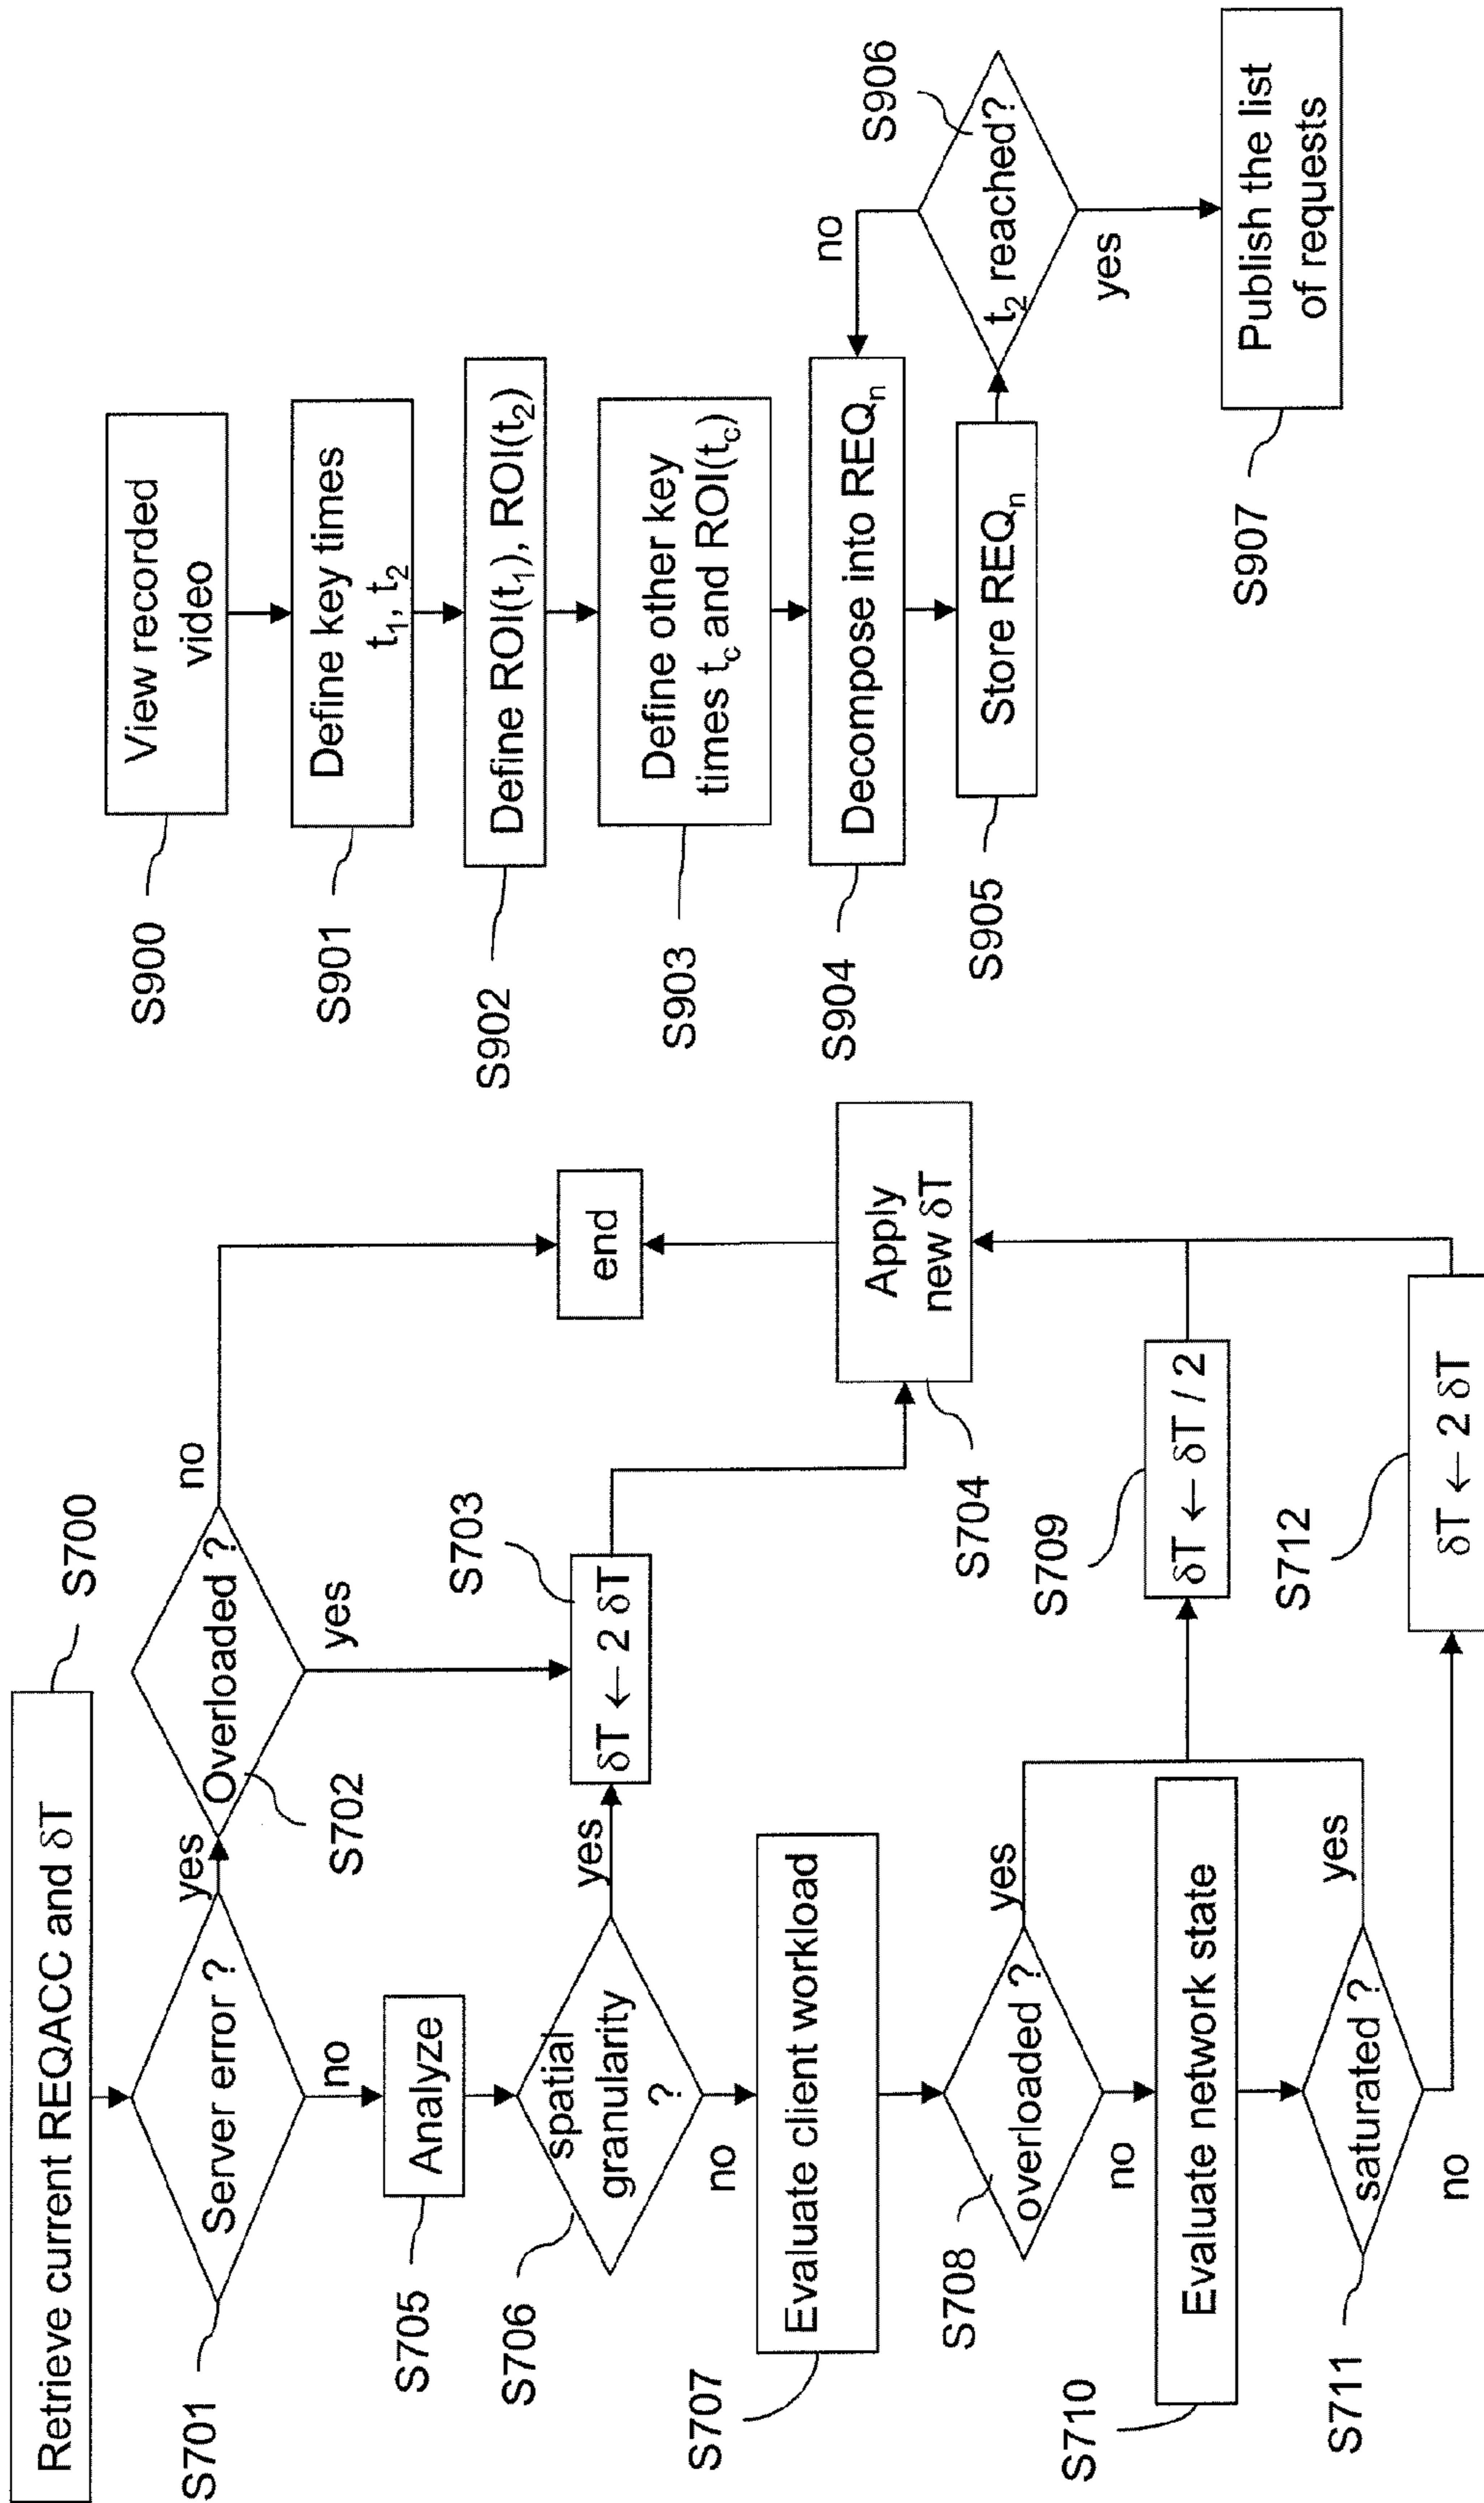 Retrieve current REQACC and δT
S700
S701
Server error ?
yes
no
Overloaded ?
S702
no
yes
end
S705
Analyze
S706
spatial
granularity
?
yes
no
S703
δT ← 2 δT
Apply
new δT
S704
S707
Evaluate client workload
S708
overloaded ?
yes
no
S709
δT ← δT / 2
S710
Evaluate network state
S711
saturated ?
yes
no
S712
δT ← 2 δT
S900
View recorded
video
S901
Define key times
t₁, t₂
S902
Define ROI(t₁), ROI(t₂)
S903
Define other key
times t_c and ROI(t_c)
S904
Decompose into REQₙ
S905
Store REQₙ
no
t₂ reached?
S906
yes
S907
Publish the list
of requests